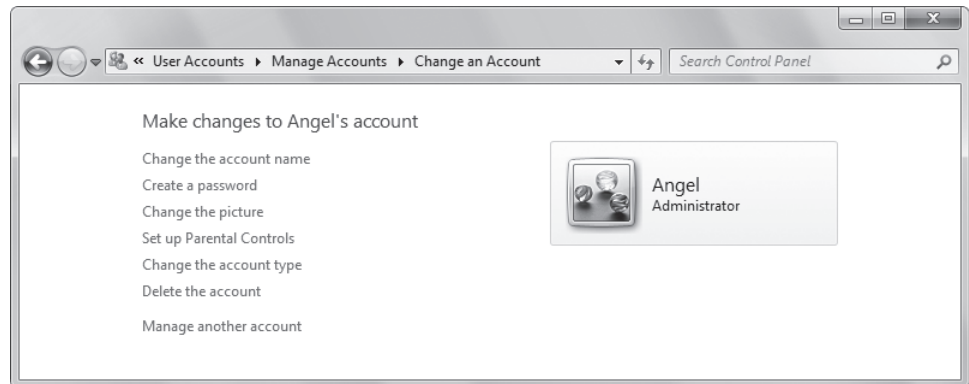 « User Accounts ▸ Manage Accounts ▸ Change an Account
Search Control Panel
Make changes to Angel's account
Change the account name
Create a password
Change the picture
Set up Parental Controls
Change the account type
Delete the account
Manage another account
Angel
Administrator